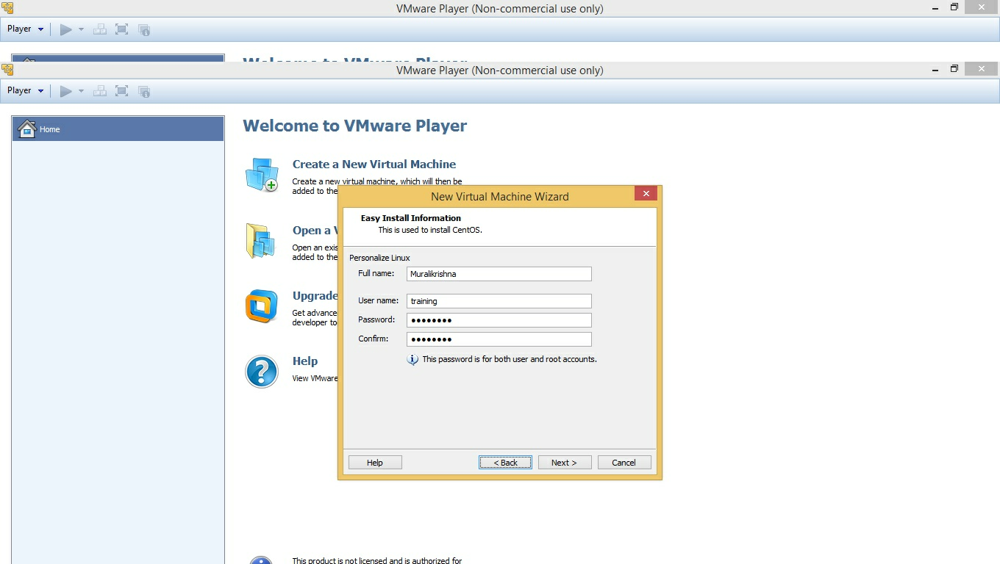 VMware Player (Non-commercial use only)
Player
Welcome to VMware Player
VMware Player (Non-commercial use only)
Player
Home
Welcome to VMware Player
Create a New Virtual Machine
Create a new virtual machine, which will then be
added to the
Open a V
Open an exis
added to the
Upgrade
Get advance
developer to
Help
View VMware
New Virtual Machine Wizard
Easy Install Information
This is used to install CentOS.
Personalize Linux
Full name: Muralikrishna
User name: training
Password: ●●●●●●●●
Confirm: ●●●●●●●●
This password is for both user and root accounts.
Help < Back Next > Cancel
This product is not licensed and is authorized for